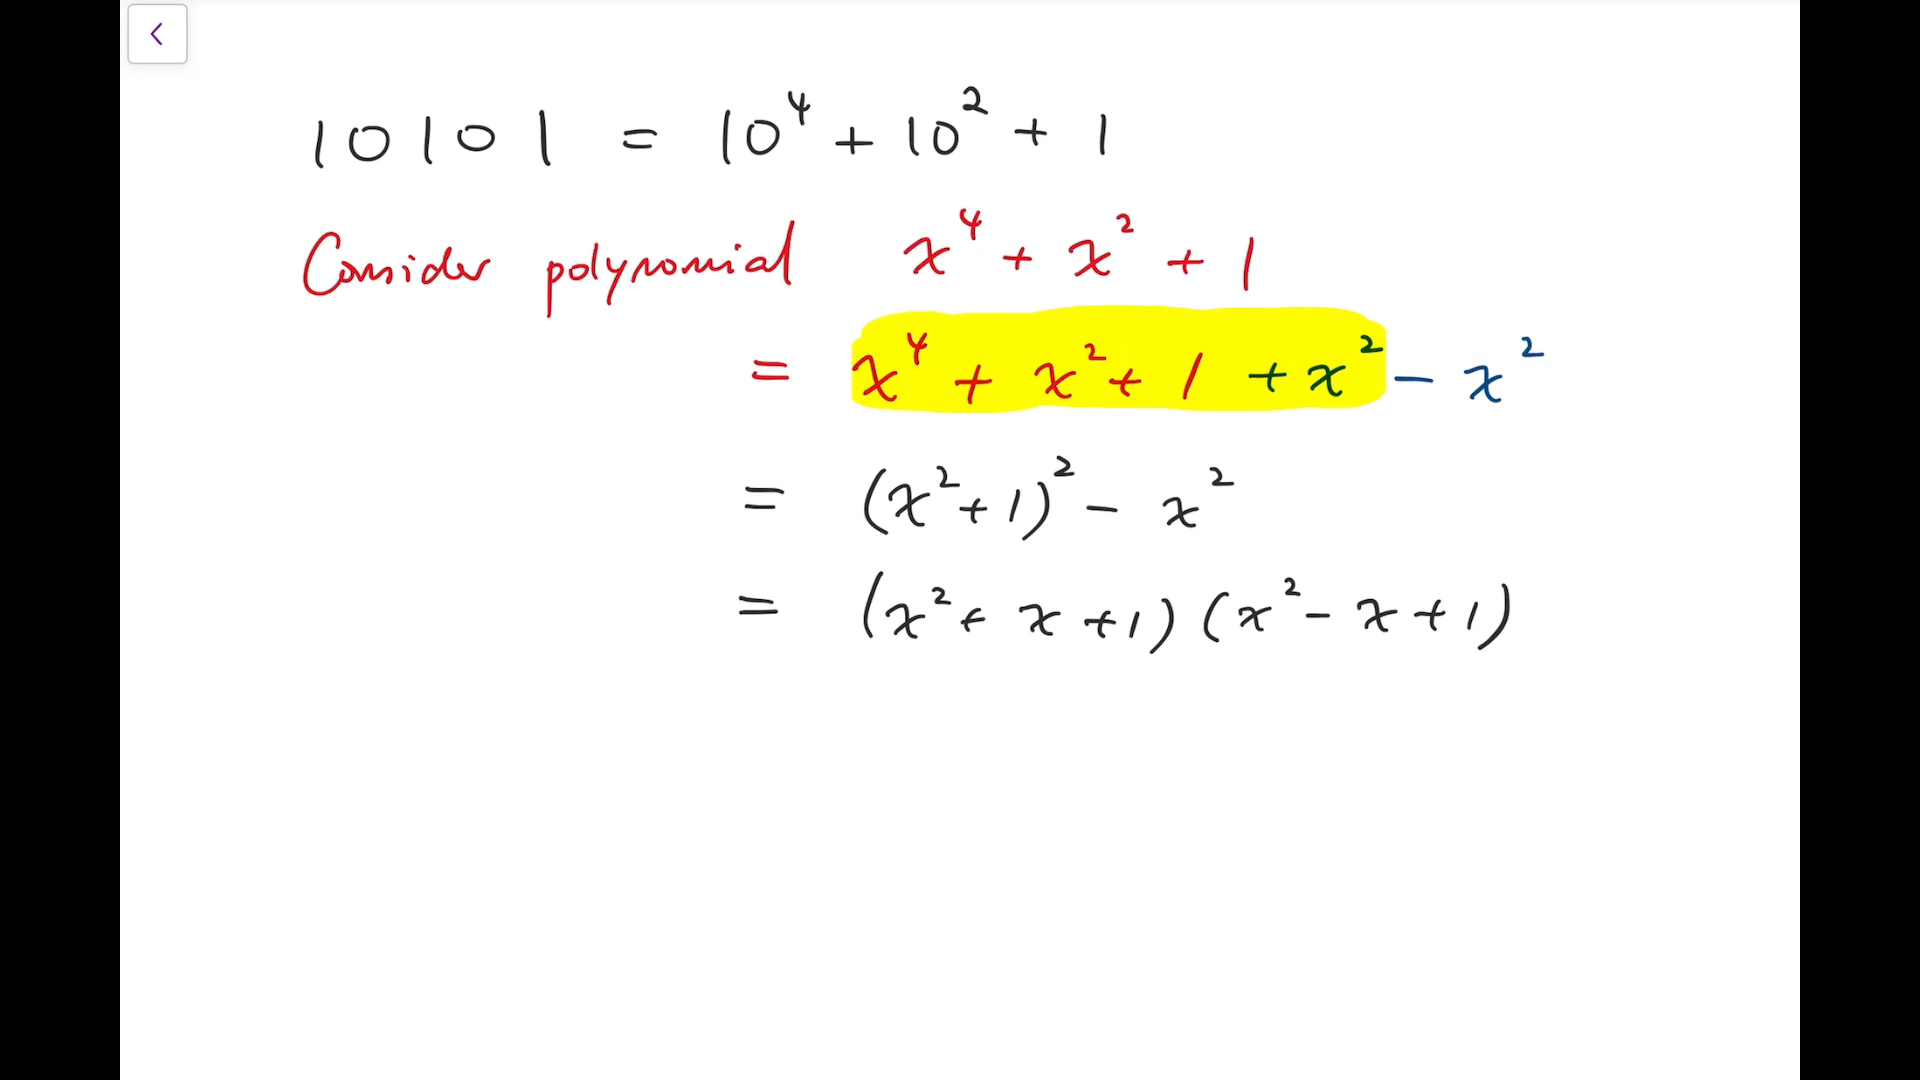 10101 = 10⁴ + 10² + 1
Consider polynomial x⁴ + x² + 1
= x⁴ + x² + 1 + x² - x²
= (x² + 1)² - x²
= (x² + x + 1) (x² - x + 1)